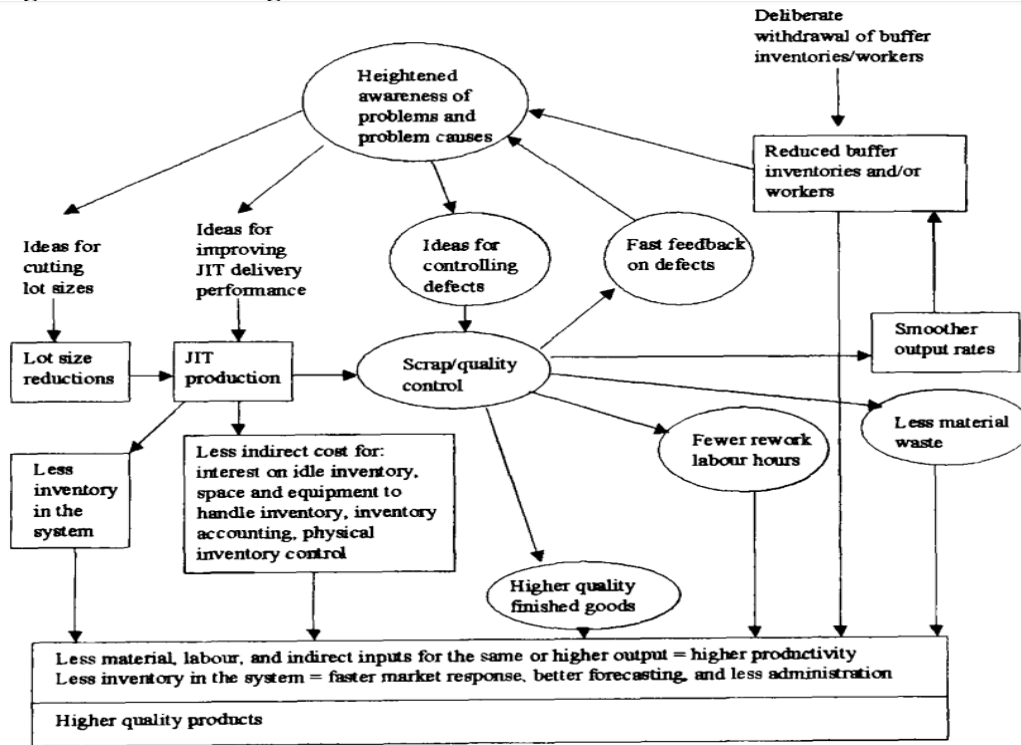 Deliberate
withdrawal of buffer
inventories/workers
Heightened
awareness of
problems and
problem causes
Reduced buffer
inventories and/or
workers
Ideas for
cutting
lot sizes
Ideas for
improving
JIT delivery
performance
Ideas for
controlling
defects
Fast feedback
on defects
Lot size
reductions
JIT
production
Scrap/quality
control
Smoother
output rates
Less
inventory
in the
system
Less indirect cost for:
interest on idle inventory,
space and equipment to
handle inventory, inventory
accounting, physical
inventory control
Fewer rework
labour hours
Less material
waste
Higher quality
finished goods
Less material, labour, and indirect inputs for the same or higher output = higher productivity
Less inventory in the system = faster market response, better forecasting, and less administration
Higher quality products